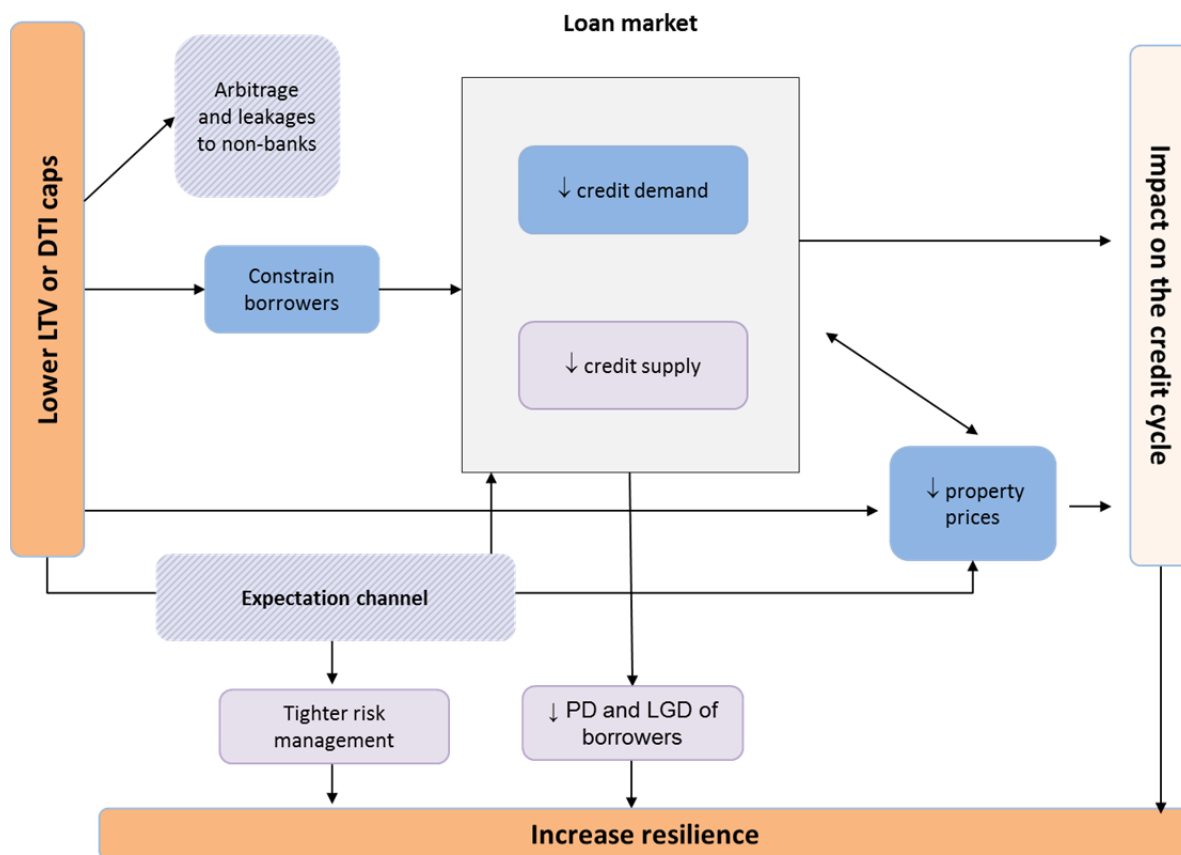 Loan market
Lower LTV or DTI caps
Arbitrage
and leakages
to non-banks
↓ credit demand
Constrain
borrowers
↓ credit supply
Impact on the credit cycle
↓ property
prices
Expectation channel
Tighter risk
management
↓ PD and LGD of
borrowers
Increase resilience